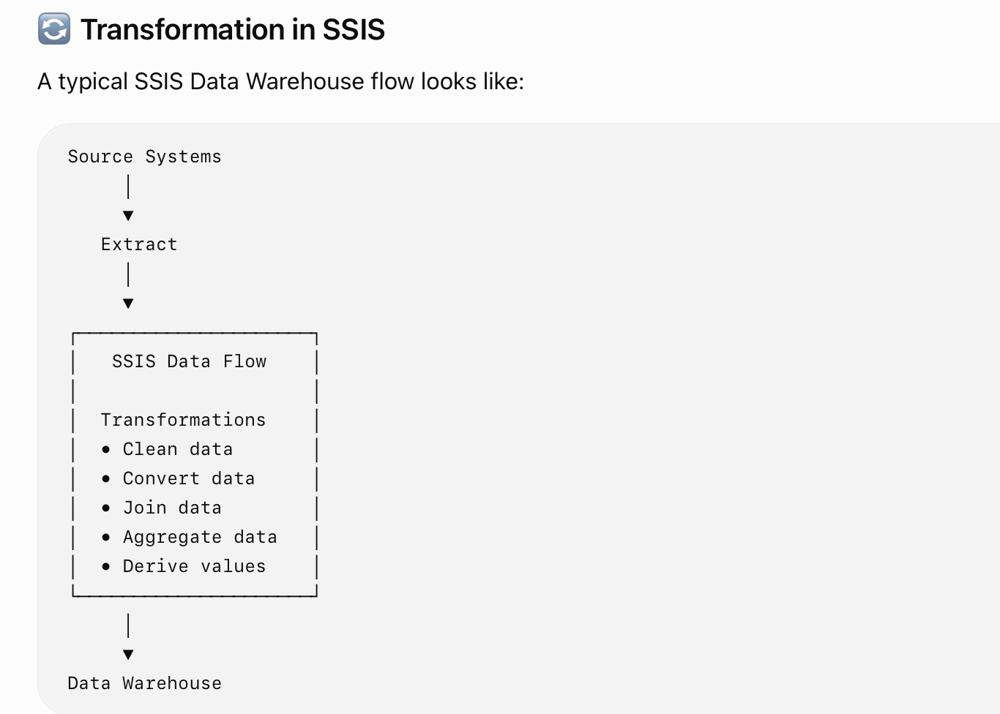 🔄 Transformation in SSIS
A typical SSIS Data Warehouse flow looks like:
Source Systems
│
▼
Extract
│
▼
┌──────────────────────┐
│   SSIS Data Flow    │
│                      │
│  Transformations    │
│  • Clean data       │
│  • Convert data     │
│  • Join data        │
│  • Aggregate data   │
│  • Derive values    │
└──────────────────────┘
│
▼
Data Warehouse